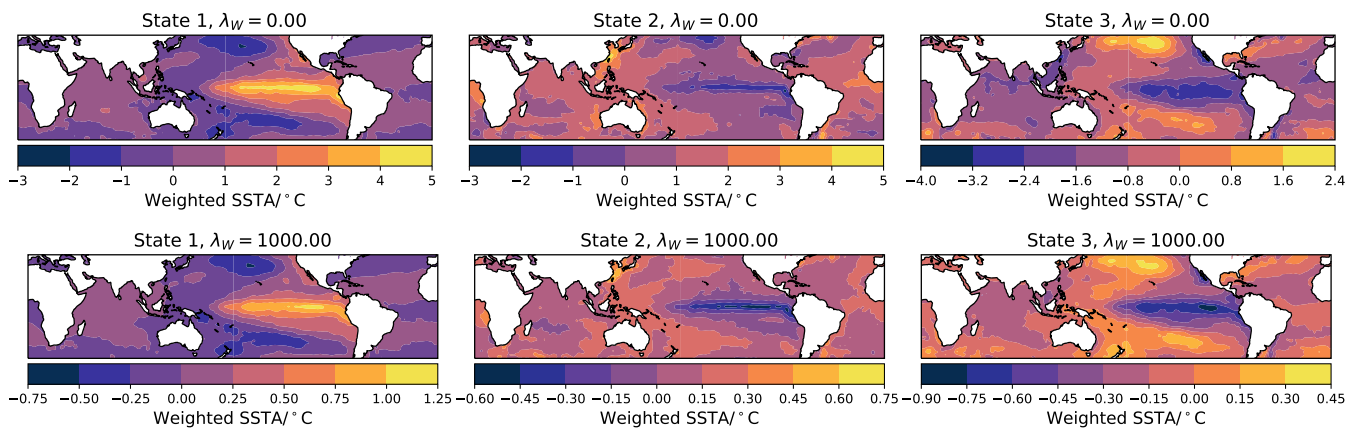 State 1, λ_W = 0.00
State 2, λ_W = 0.00
State 3, λ_W = 0.00
−3 −2 −1 0 1 2 3 4 5
−3 −2 −1 0 1 2 3 4 5
−4.0 −3.2 −2.4 −1.6 −0.8 0.0 0.8 1.6 2.4
Weighted SSTA/°C
Weighted SSTA/°C
Weighted SSTA/°C
State 1, λ_W = 1000.00
State 2, λ_W = 1000.00
State 3, λ_W = 1000.00
−0.75 −0.50 −0.25 0.00 0.25 0.50 0.75 1.00 1.25
−0.60 −0.45 −0.30 −0.15 0.00 0.15 0.30 0.45 0.60 0.75
−0.90 −0.75 −0.60 −0.45 −0.30 −0.15 0.00 0.15 0.30 0.45
Weighted SSTA/°C
Weighted SSTA/°C
Weighted SSTA/°C